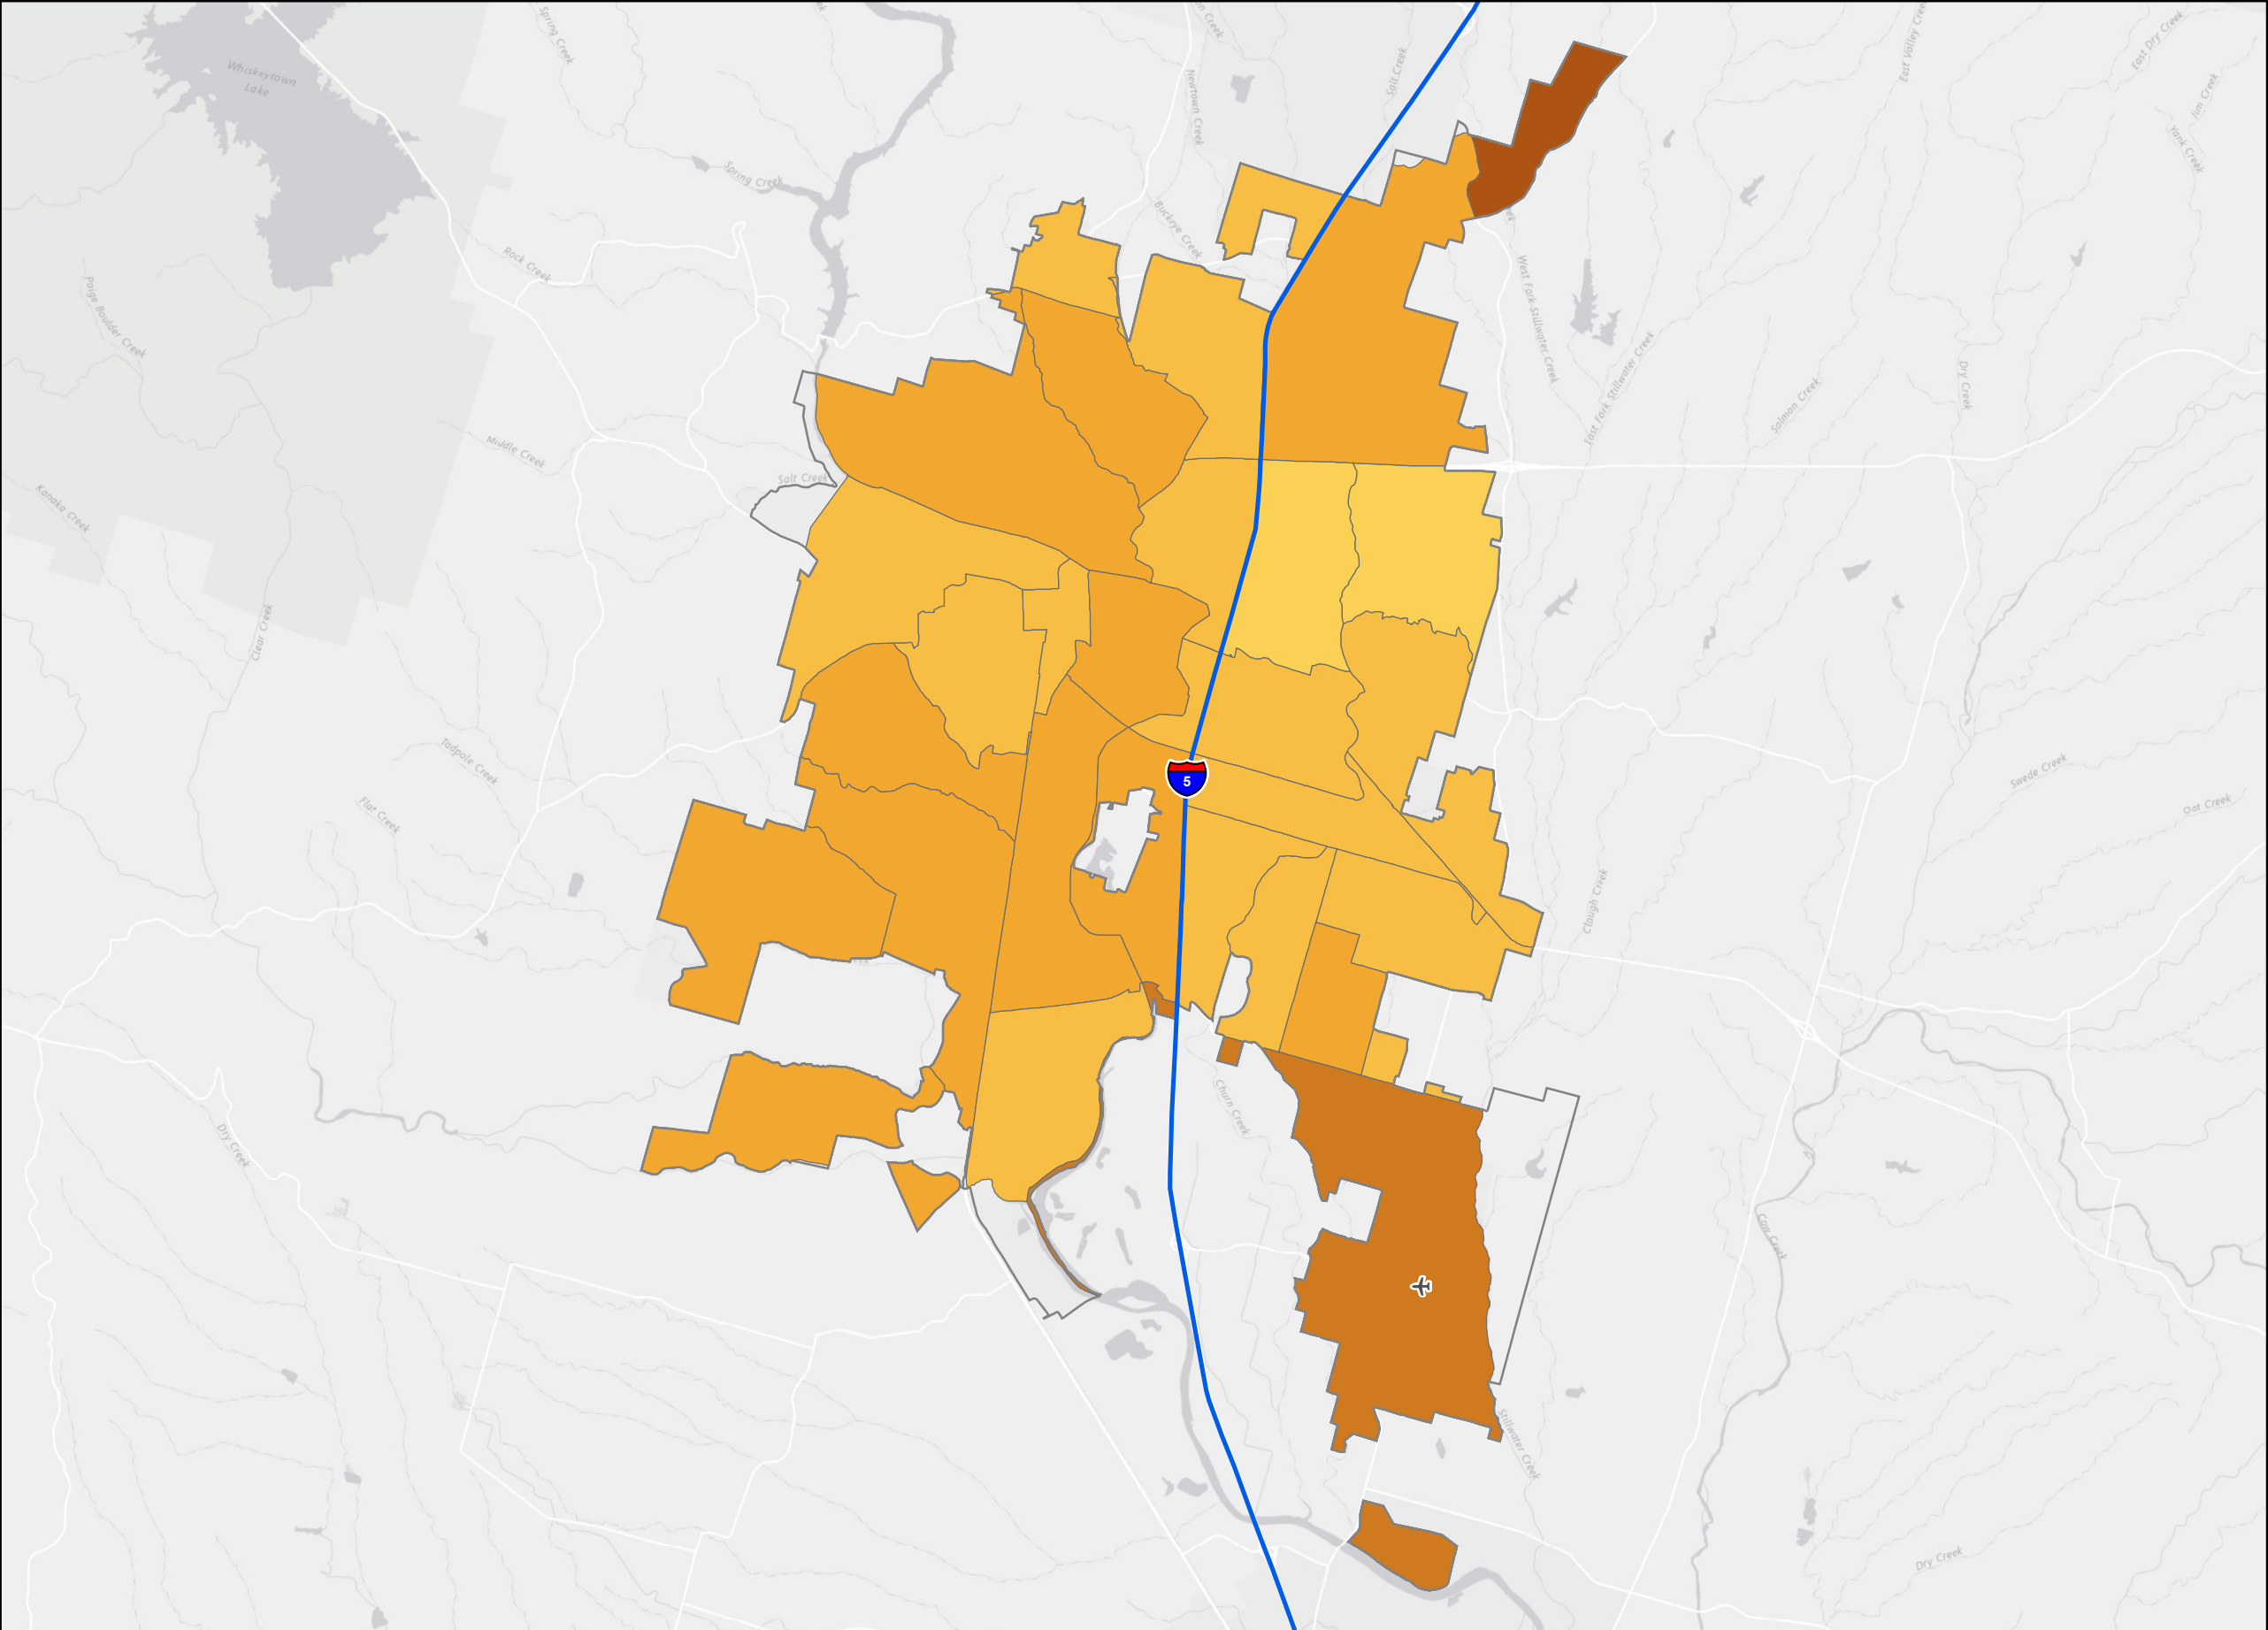 Spring Creek
Salt Creek
East Valley Creek
East Dry Creek
Whiskeytown
Lake
Newtown Creek
Jim Creek
Yank Creek
Spring Creek
Buckeye Creek
Rock Creek
West Fork Stillwater Creek
Paige Boulder Creek
East Fork Stillwater Creek
Dry Creek
Salmon Creek
Middle Creek
Salt Creek
Kanaka Creek
Clear Creek
Tadpole Creek
Swede Creek
5
Oat Creek
Flat Creek
Clough Creek
Churn Creek
Dry Creek
Cow Creek
Stillwater Creek
Dry Creek